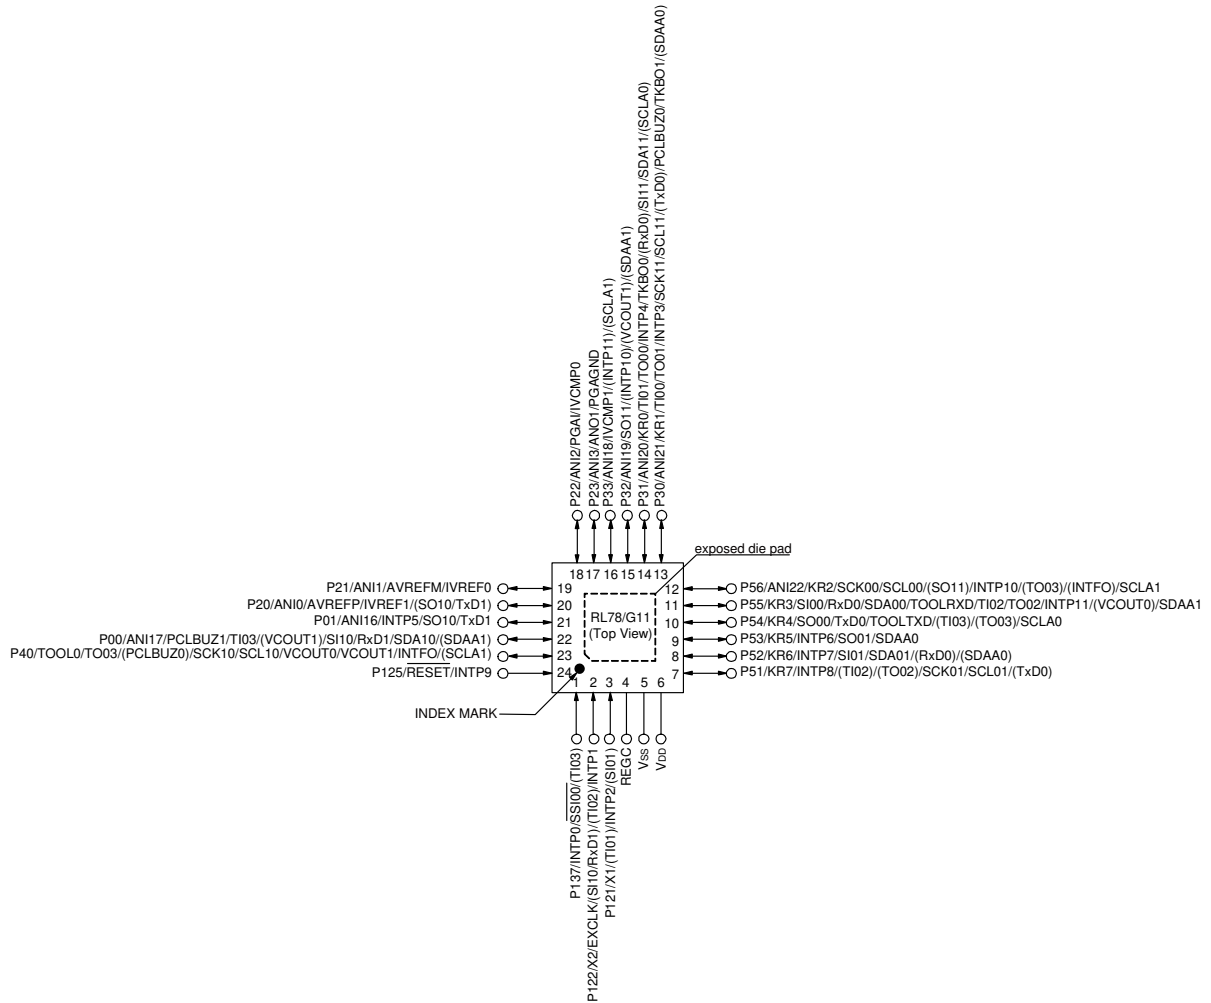 P22/ANI2/PGAI/IVCMP0
P23/ANI3/ANO1/PGAGND
P33/ANI18/IVCMP1/(INTP11)/(SCLA1)
P32/ANI19/SO11/(INTP10)/(VCOUT1)/(SDAA1)
P31/ANI20/KR0/TI01/TO00/INTP4/TKBO0/(RxD0)/SI11/SDA11/(SCLA0)
P30/ANI21/KR1/TI00/TO01/INTP3/SCK11/SCL11/(TxD0)/PCLBUZ0/TKBO1/(SDAA0)
exposed die pad
18 17 16 15 14 13
P21/ANI1/AVREFM/IVREF0 19
P20/ANI0/AVREFP/IVREF1/(SO10/TxD1) 20
P01/ANI16/INTP5/SO10/TxD1 21
P00/ANI17/PCLBUZ1/TI03/(VCOUT1)/SI10/RxD1/SDA10/(SDAA1) 22
P40/TOOL0/TO03/(PCLBUZ0)/SCK10/SCL10/VCOUT0/VCOUT1/INTFO/(SCLA1) 23
P125/RESET/INTP9 24
RL78/G11
(Top View)
12 P56/ANI22/KR2/SCK00/SCL00/(SO11)/INTP10/(TO03)/(INTFO)/SCLA1
11 P55/KR3/SI00/RxD0/SDA00/TOOLRXD/TI02/TO02/INTP11/(VCOUT0)/SDAA1
10 P54/KR4/SO00/TxD0/TOOLTXD/(TI03)/(TO03)/SCLA0
9 P53/KR5/INTP6/SO01/SDAA0
8 P52/KR6/INTP7/SI01/SDA01/(RxD0)/(SDAA0)
7 P51/KR7/INTP8/(TI02)/(TO02)/SCK01/SCL01/(TxD0)
1 2 3 4 5 6
INDEX MARK
P137/INTP0/SSI00/(TI03)
P122/X2/EXCLK/(SI10/RxD1)/(TI02)/INTP1
P121/X1/(TI01)/INTP2/(SI01)
REGC
VSS
VDD